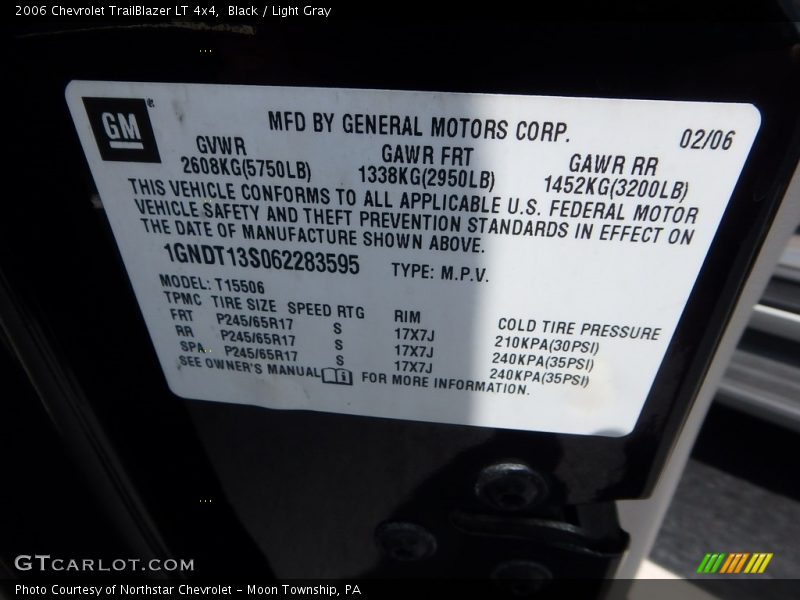 2006 Chevrolet TrailBlazer LT 4x4,  Black / Light Gray
GM
MFD BY GENERAL MOTORS CORP.
02/06
GVWR GAWR FRT GAWR RR
2608KG(5750LB) 1338KG(2950LB) 1452KG(3200LB)
THIS VEHICLE CONFORMS TO ALL APPLICABLE U.S. FEDERAL MOTOR
VEHICLE SAFETY AND THEFT PREVENTION STANDARDS IN EFFECT ON
THE DATE OF MANUFACTURE SHOWN ABOVE.
1GNDT13S062283595 TYPE: M.P.V.
MODEL: T15506
TPMC TIRE SIZE SPEED RTG RIM COLD TIRE PRESSURE
FRT P245/65R17 S 17X7J 210KPA(30PSI)
RR P245/65R17 S 17X7J 240KPA(35PSI)
SPA P245/65R17 S 17X7J 240KPA(35PSI)
SEE OWNER'S MANUAL FOR MORE INFORMATION.
GTCARLOT.COM
Photo Courtesy of Northstar Chevrolet - Moon Township, PA